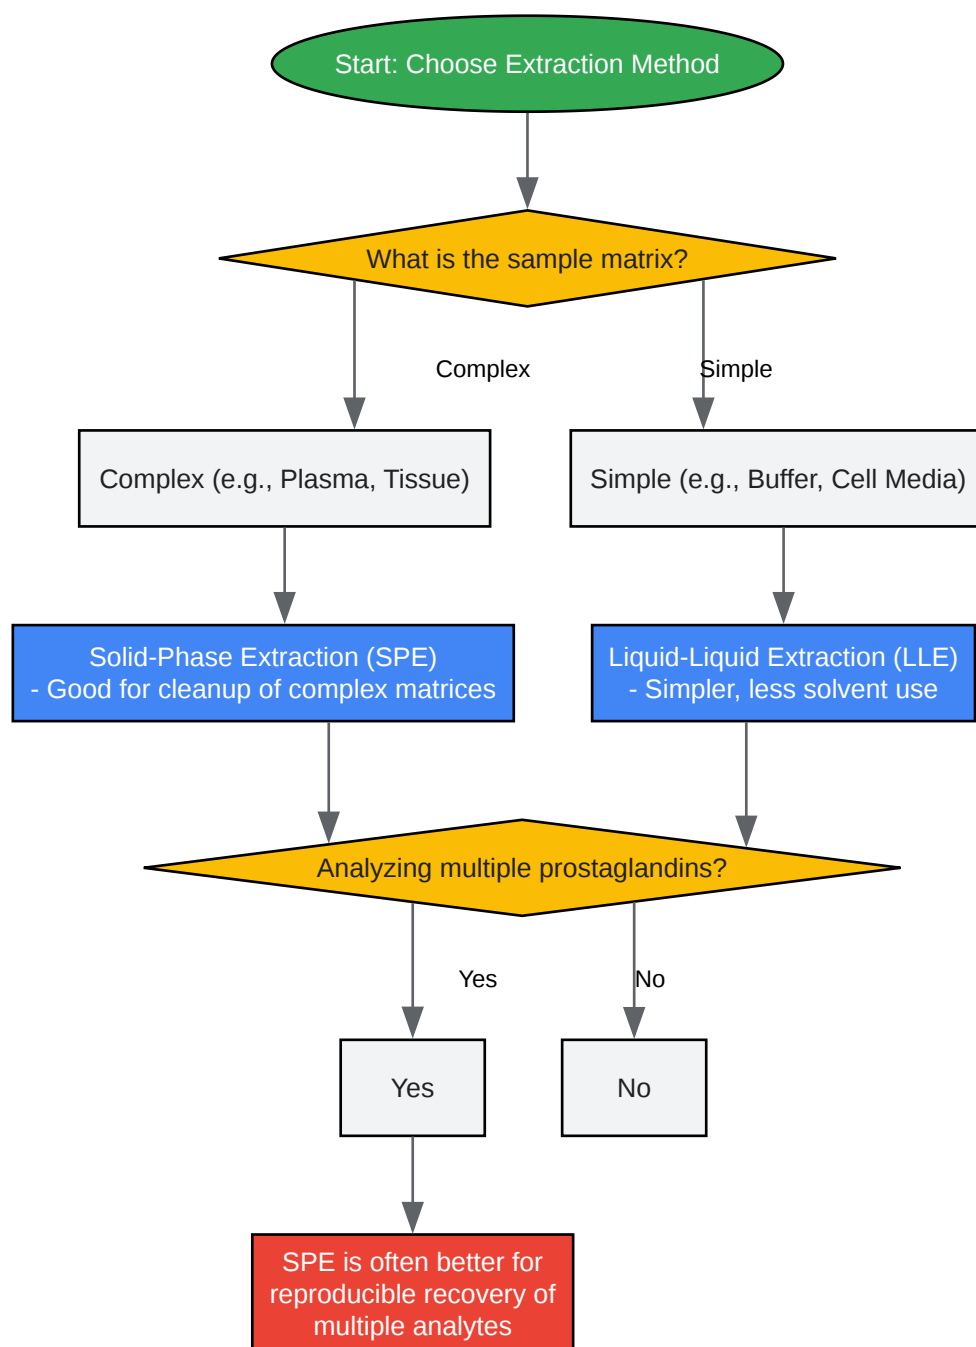 Start: Choose Extraction Method
What is the sample matrix?
Complex
Simple
Complex (e.g., Plasma, Tissue)
Simple (e.g., Buffer, Cell Media)
Solid-Phase Extraction (SPE)
- Good for cleanup of complex matrices
Liquid-Liquid Extraction (LLE)
- Simpler, less solvent use
Analyzing multiple prostaglandins?
Yes
No
Yes
No
SPE is often better for
reproducible recovery of
multiple analytes